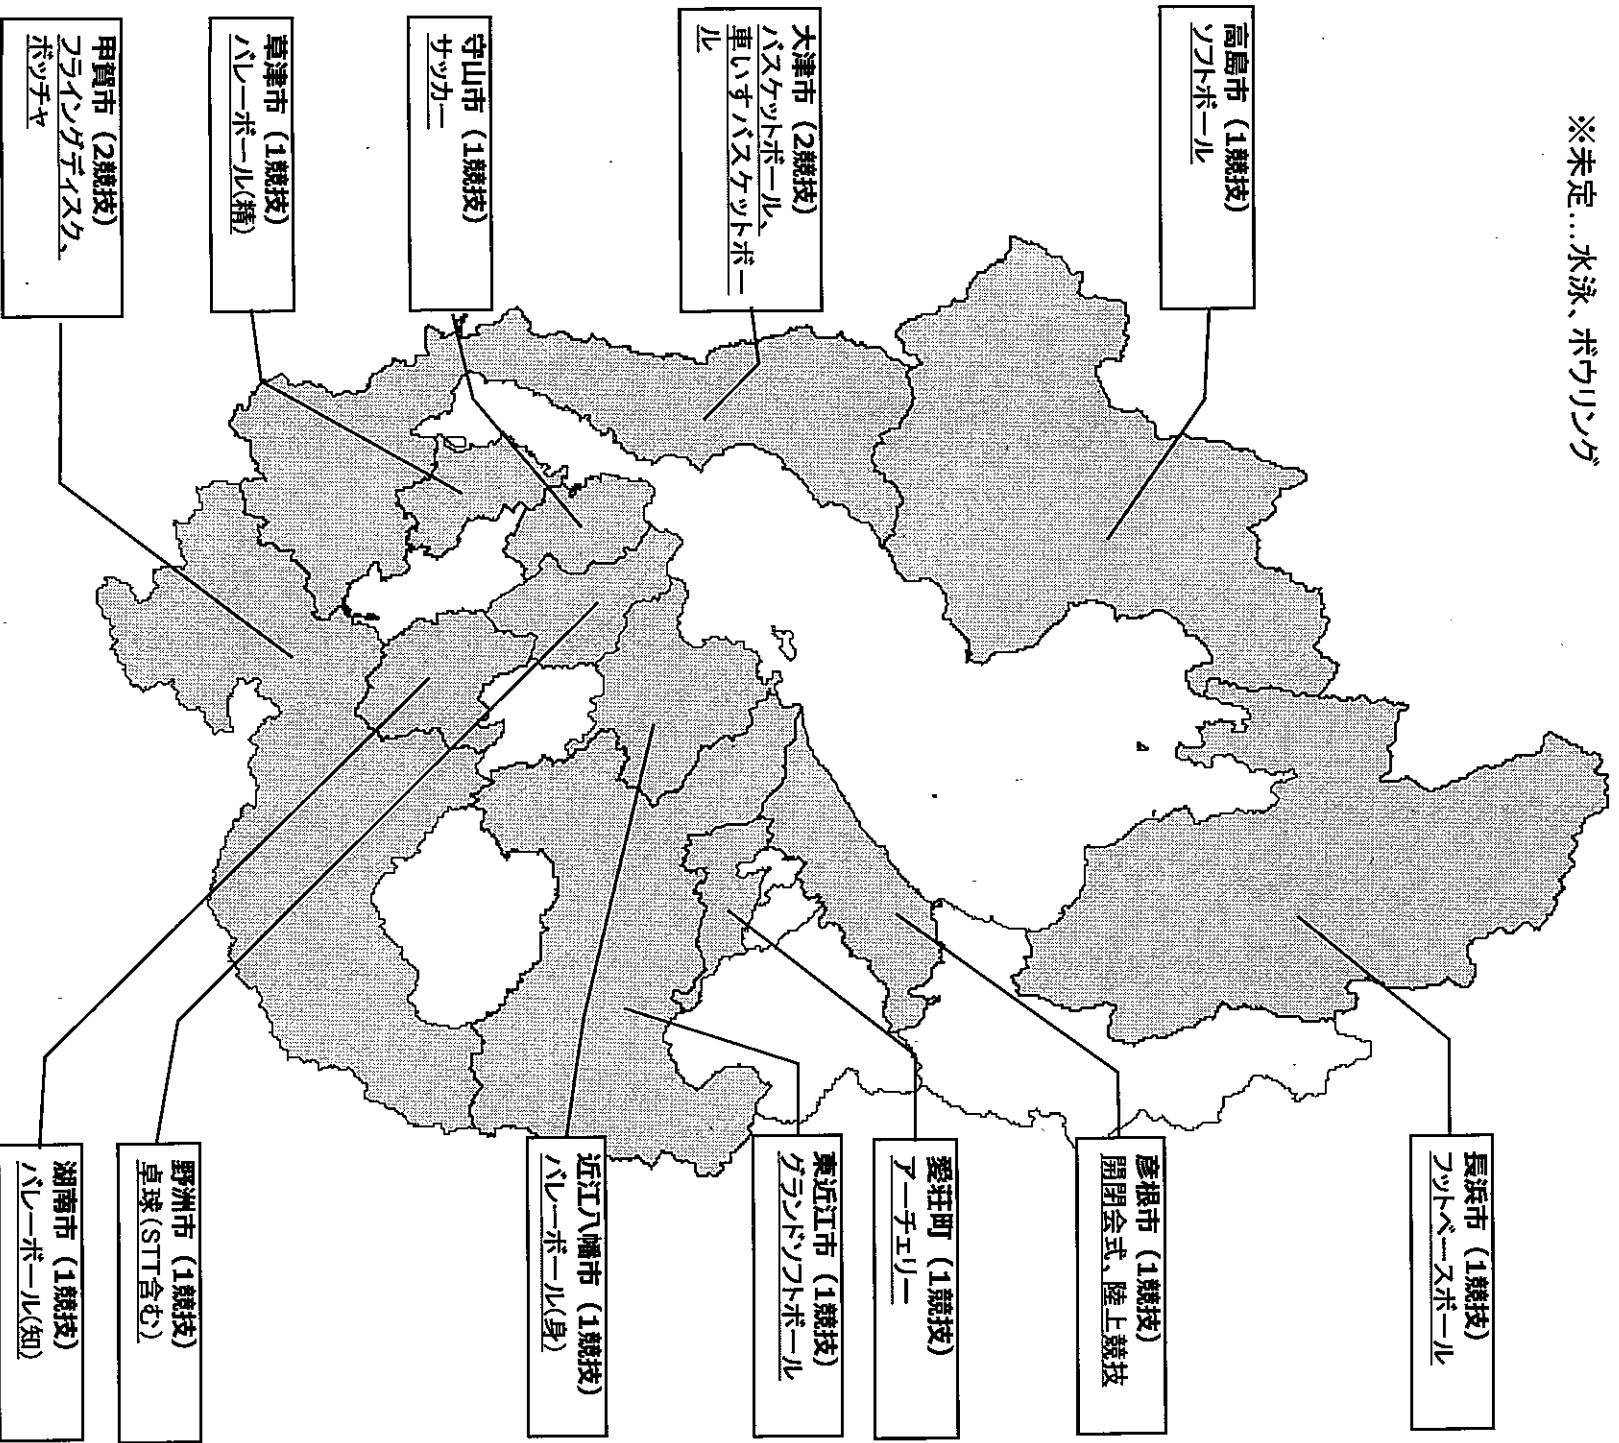 ※未定…水泳、ボウリング
高島市（1競技）
ソフトボール
大津市（2競技）
バスケットボール、
車いすバスケットボー
ル
守山市（1競技）
サッカー
草津市（1競技）
バレーボール(精)
甲賀市（2競技）
フライングディスク、
ボッチャ
長浜市（1競技）
フットベースボール
彦根市（1競技）
開閉会式、陸上競技
愛荘町（1競技）
アーチェリー
東近江市（1競技）
グランドソフトボール
近江八幡市（1競技）
バレーボール(身)
野洲市（1競技）
卓球(STT含む)
湖南市（1競技）
バレーボール(知)